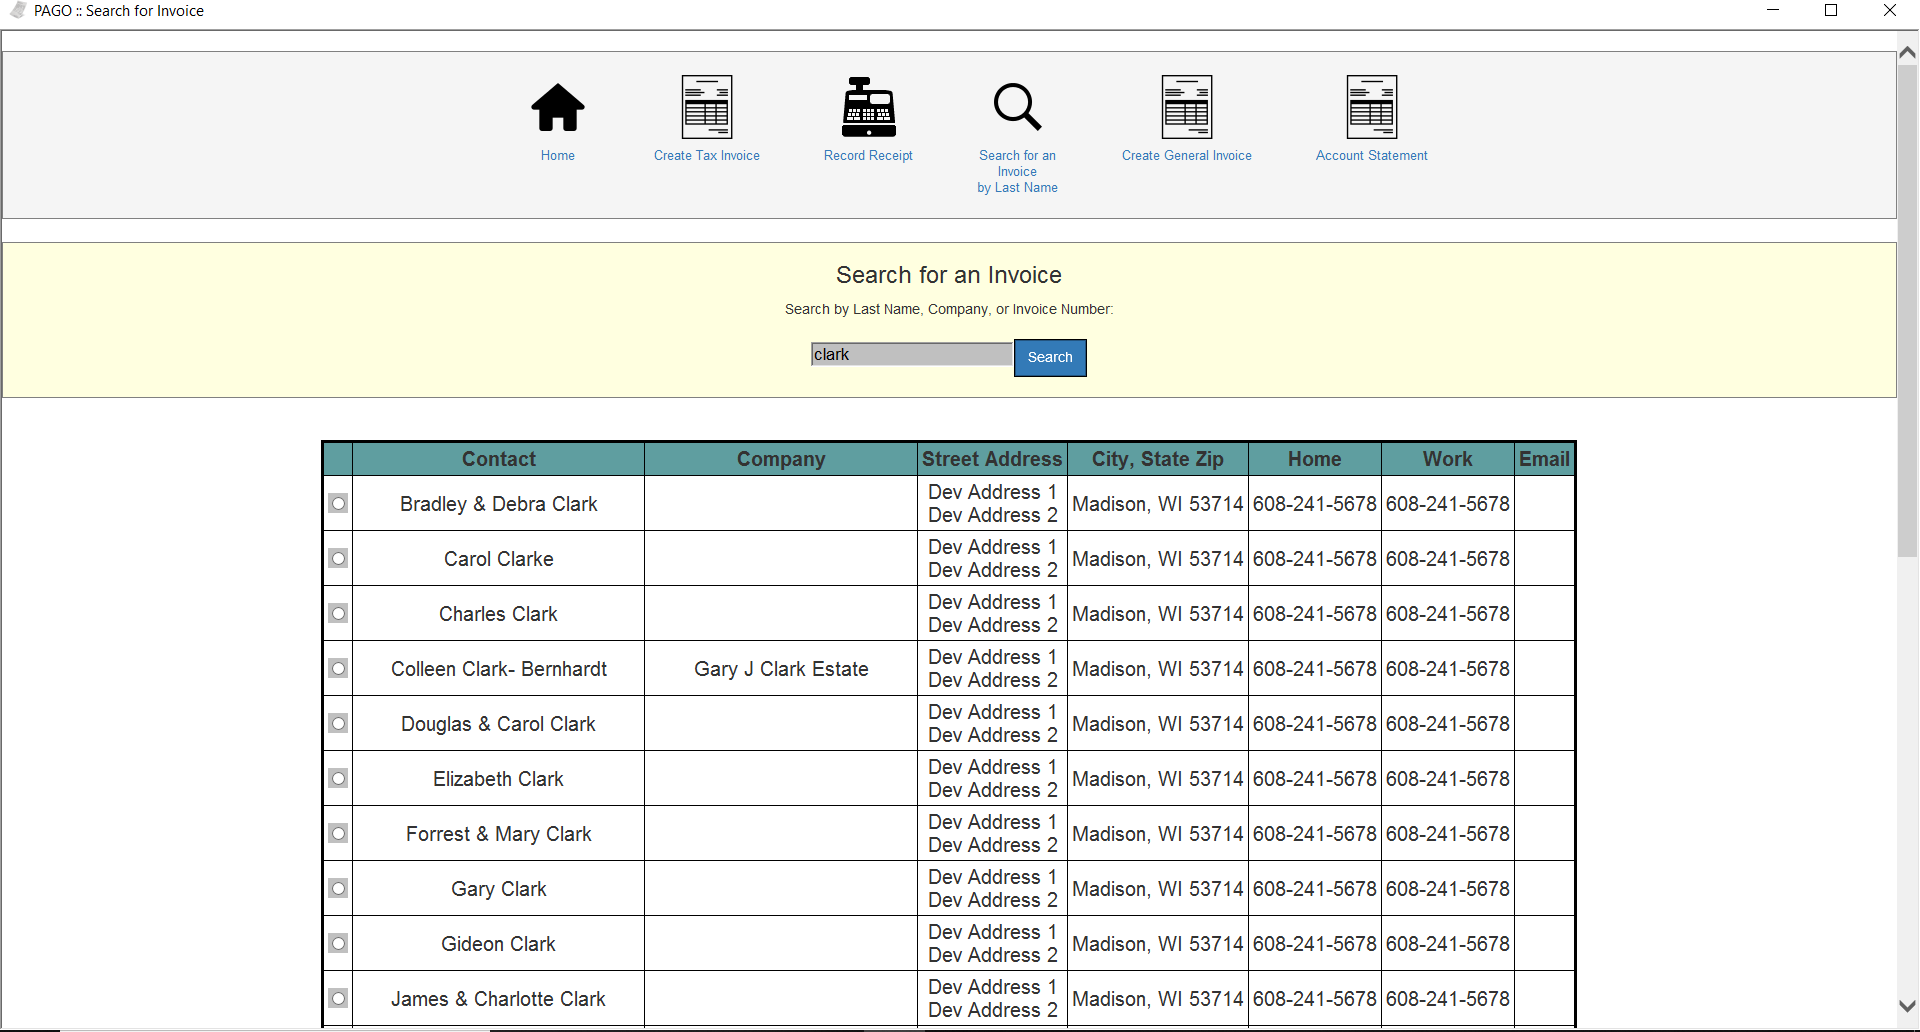 PAGO :: Search for Invoice
Home
Create Tax Invoice
Record Receipt
Search for an
Invoice
by Last Name
Create General Invoice
Account Statement
Search for an Invoice
Search by Last Name, Company, or Invoice Number:
clark
Search
Contact Company Street Address City, State Zip Home Work Email
Bradley & Debra Clark Dev Address 1 Madison, WI 53714 608-241-5678 608-241-5678
Dev Address 2
Carol Clarke Dev Address 1 Madison, WI 53714 608-241-5678 608-241-5678
Dev Address 2
Charles Clark Dev Address 1 Madison, WI 53714 608-241-5678 608-241-5678
Dev Address 2
Colleen Clark- Bernhardt Gary J Clark Estate Dev Address 1 Madison, WI 53714 608-241-5678 608-241-5678
Dev Address 2
Douglas & Carol Clark Dev Address 1 Madison, WI 53714 608-241-5678 608-241-5678
Dev Address 2
Elizabeth Clark Dev Address 1 Madison, WI 53714 608-241-5678 608-241-5678
Dev Address 2
Forrest & Mary Clark Dev Address 1 Madison, WI 53714 608-241-5678 608-241-5678
Dev Address 2
Gary Clark Dev Address 1 Madison, WI 53714 608-241-5678 608-241-5678
Dev Address 2
Gideon Clark Dev Address 1 Madison, WI 53714 608-241-5678 608-241-5678
Dev Address 2
James & Charlotte Clark Dev Address 1 Madison, WI 53714 608-241-5678 608-241-5678
Dev Address 2